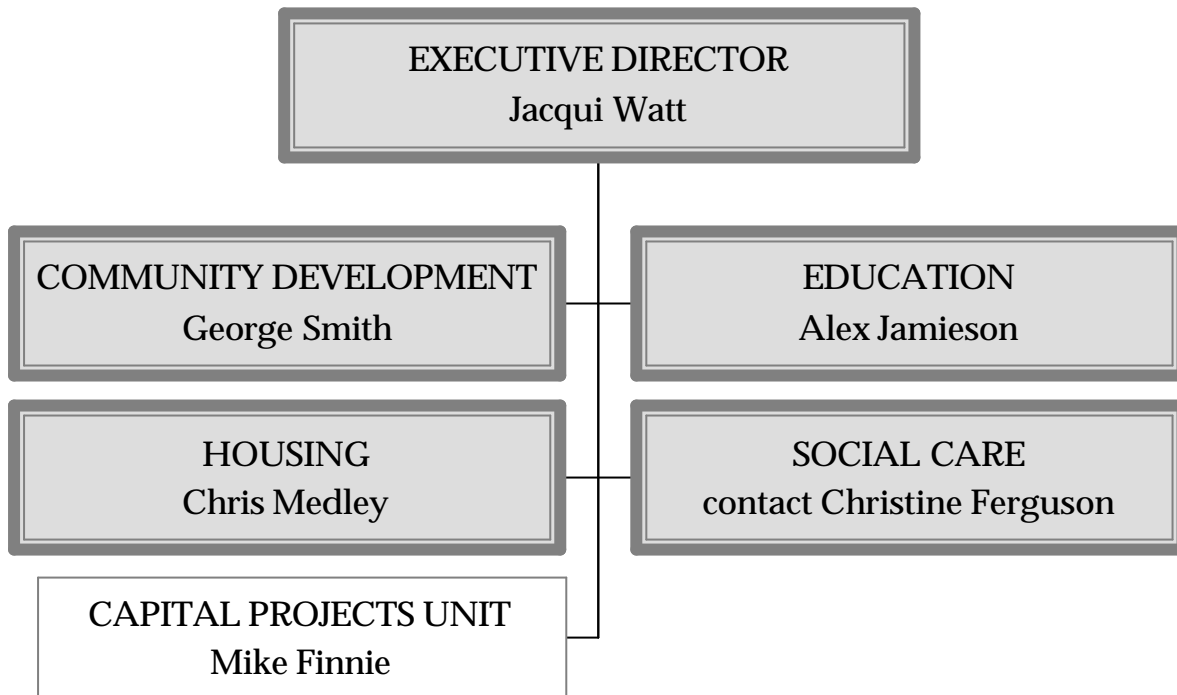 EXECUTIVE DIRECTOR
Jacqui Watt
COMMUNITY DEVELOPMENT
George Smith
EDUCATION
Alex Jamieson
HOUSING
Chris Medley
SOCIAL CARE
contact Christine Ferguson
CAPITAL PROJECTS UNIT
Mike Finnie